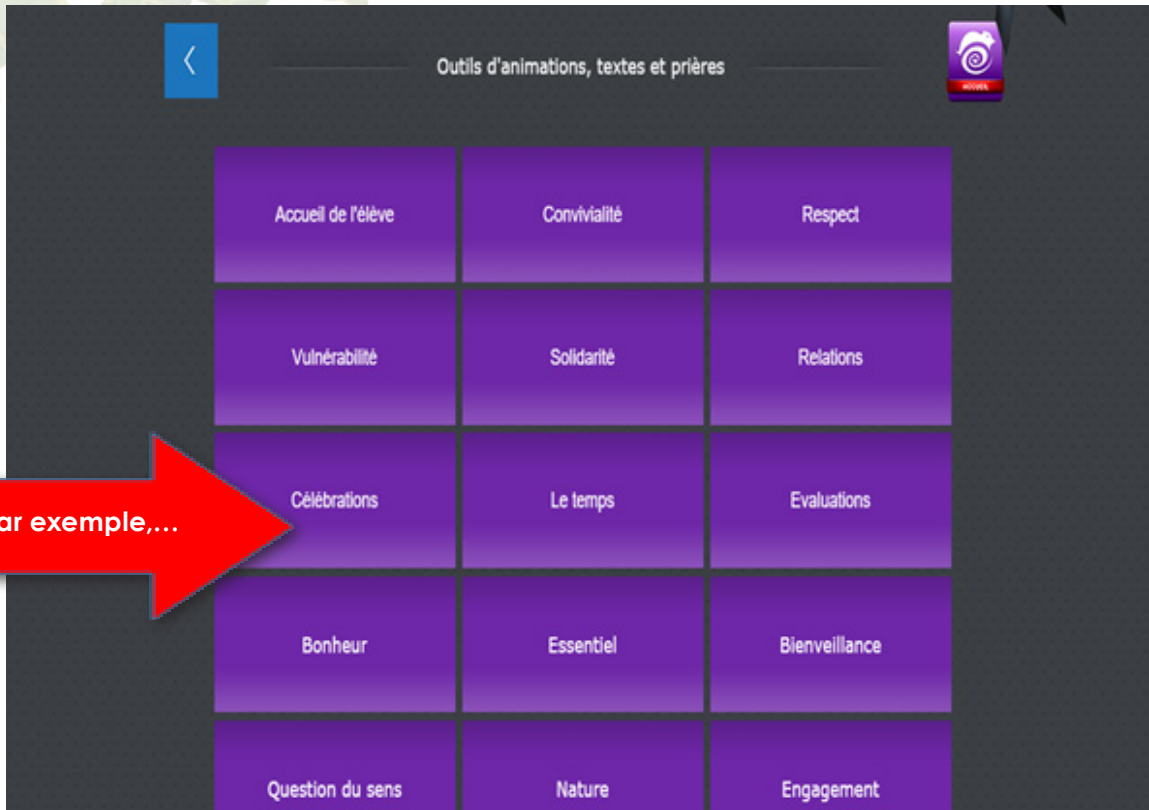 Outils d'animations, textes et prières
ACCUEIL
Accueil de l'élève Convivialité Respect
Vulnérabilité Solidarité Relations
Célébrations Le temps Evaluations
ar exemple,...
Bonheur Essentiel Bienveillance
Question du sens Nature Engagement